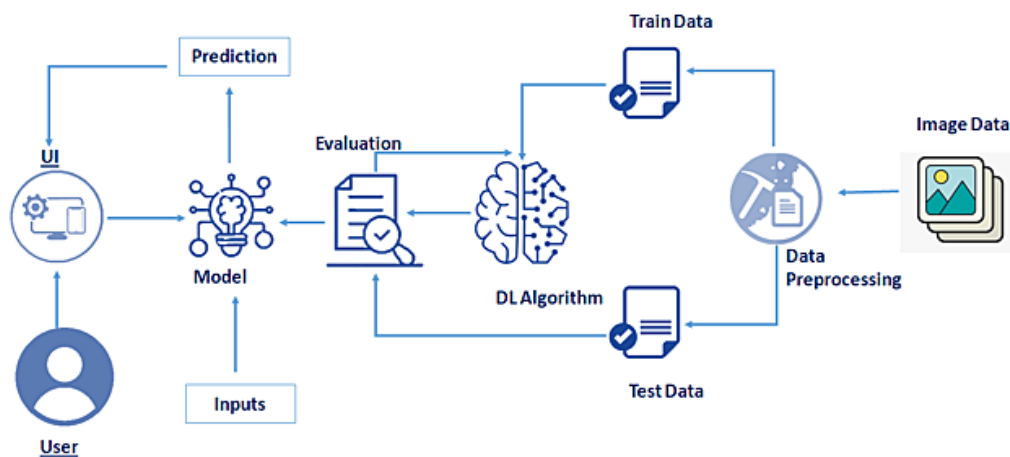 Train Data
Prediction
Image Data
Evaluation
UI
Data
Preprocessing
Model
DL Algorithm
Test Data
Inputs
User